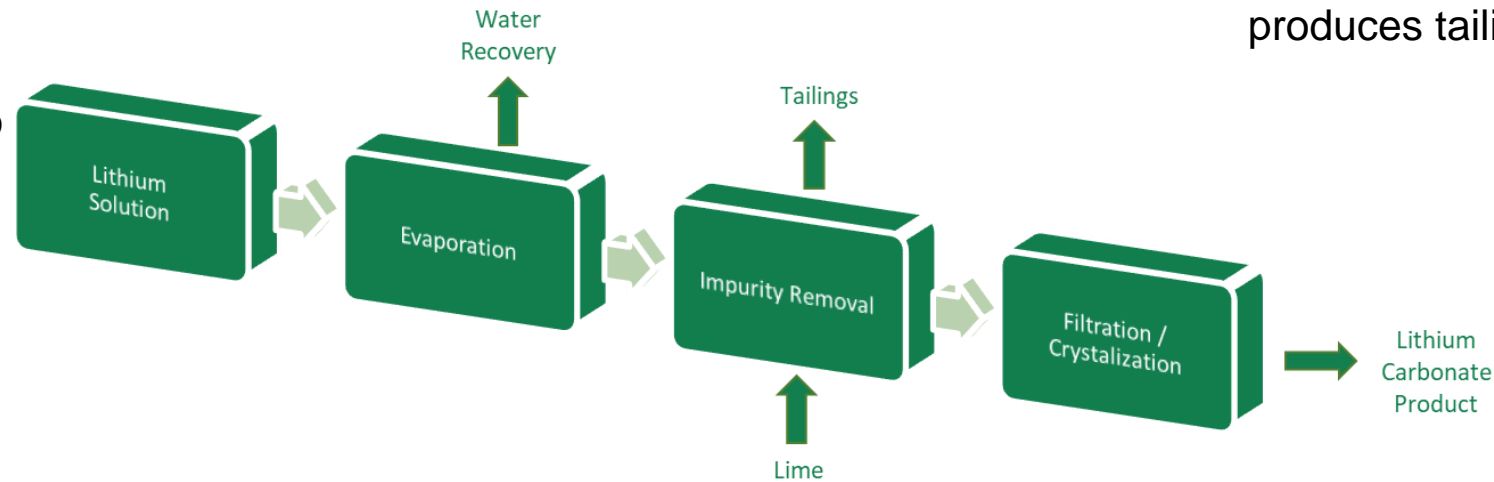 produces taili
Water
Recovery
Tailings
Lithium
Solution
Evaporation
Impurity Removal
Filtration /
Crystalization
Lithium
Carbonate
Product
Lime